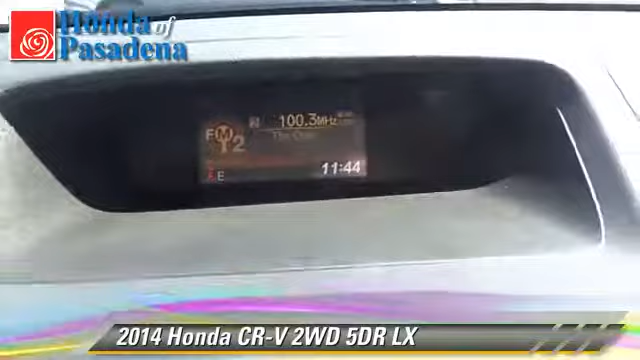 Honda of
Pasadena
100.3MHz
FM
2
E
11:44
2014 Honda CR-V 2WD 5DR LX